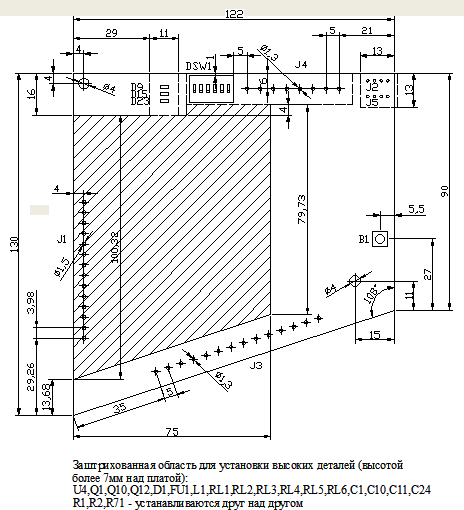 122
29
11
5
5
21
4
Ø1,3
13
DSW1
1
J4
4
Ø4
D9
D15
D23
6
J2
J5
13
16
4
4
90
79,73
5,5
J1
100,32
B1
130
Ø1,5
27
3,98
Ø4
108°
11
15
29,26
J3
Ø1,3
13,68
35
5
75
Заштрихованная область для установки высоких деталей (высотой
более 7мм над платой):
U4,Q1,Q10,Q12,D1,FU1,L1,RL1,RL2,RL3,RL4,RL5,RL6,C1,C10,C11,C24
R1,R2,R71 - устанавливаются друг над другом